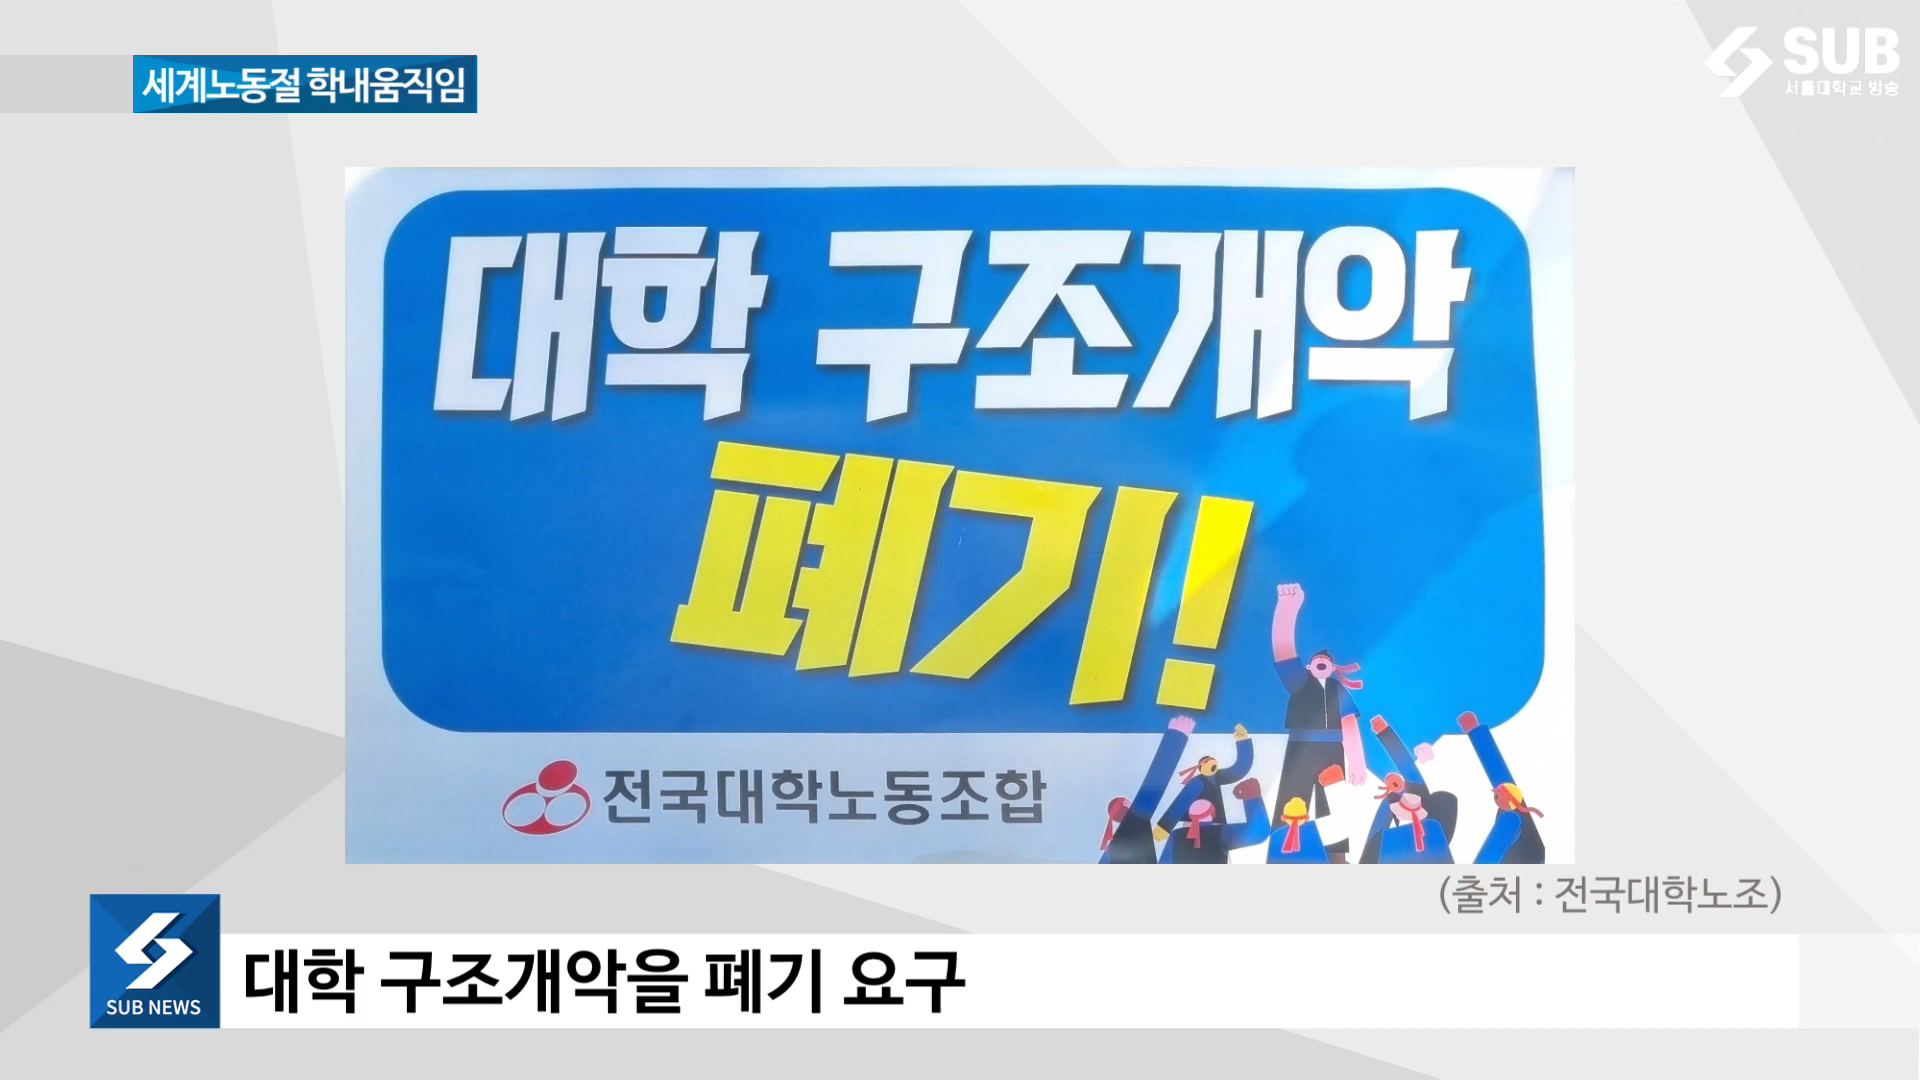 세계노동절 학내움직임
SUB
서울대학교 방송
대학 구조개악
폐기!
전국대학노동조합
(출처 : 전국대학노조)
SUB NEWS
대학 구조개악을 폐기 요구